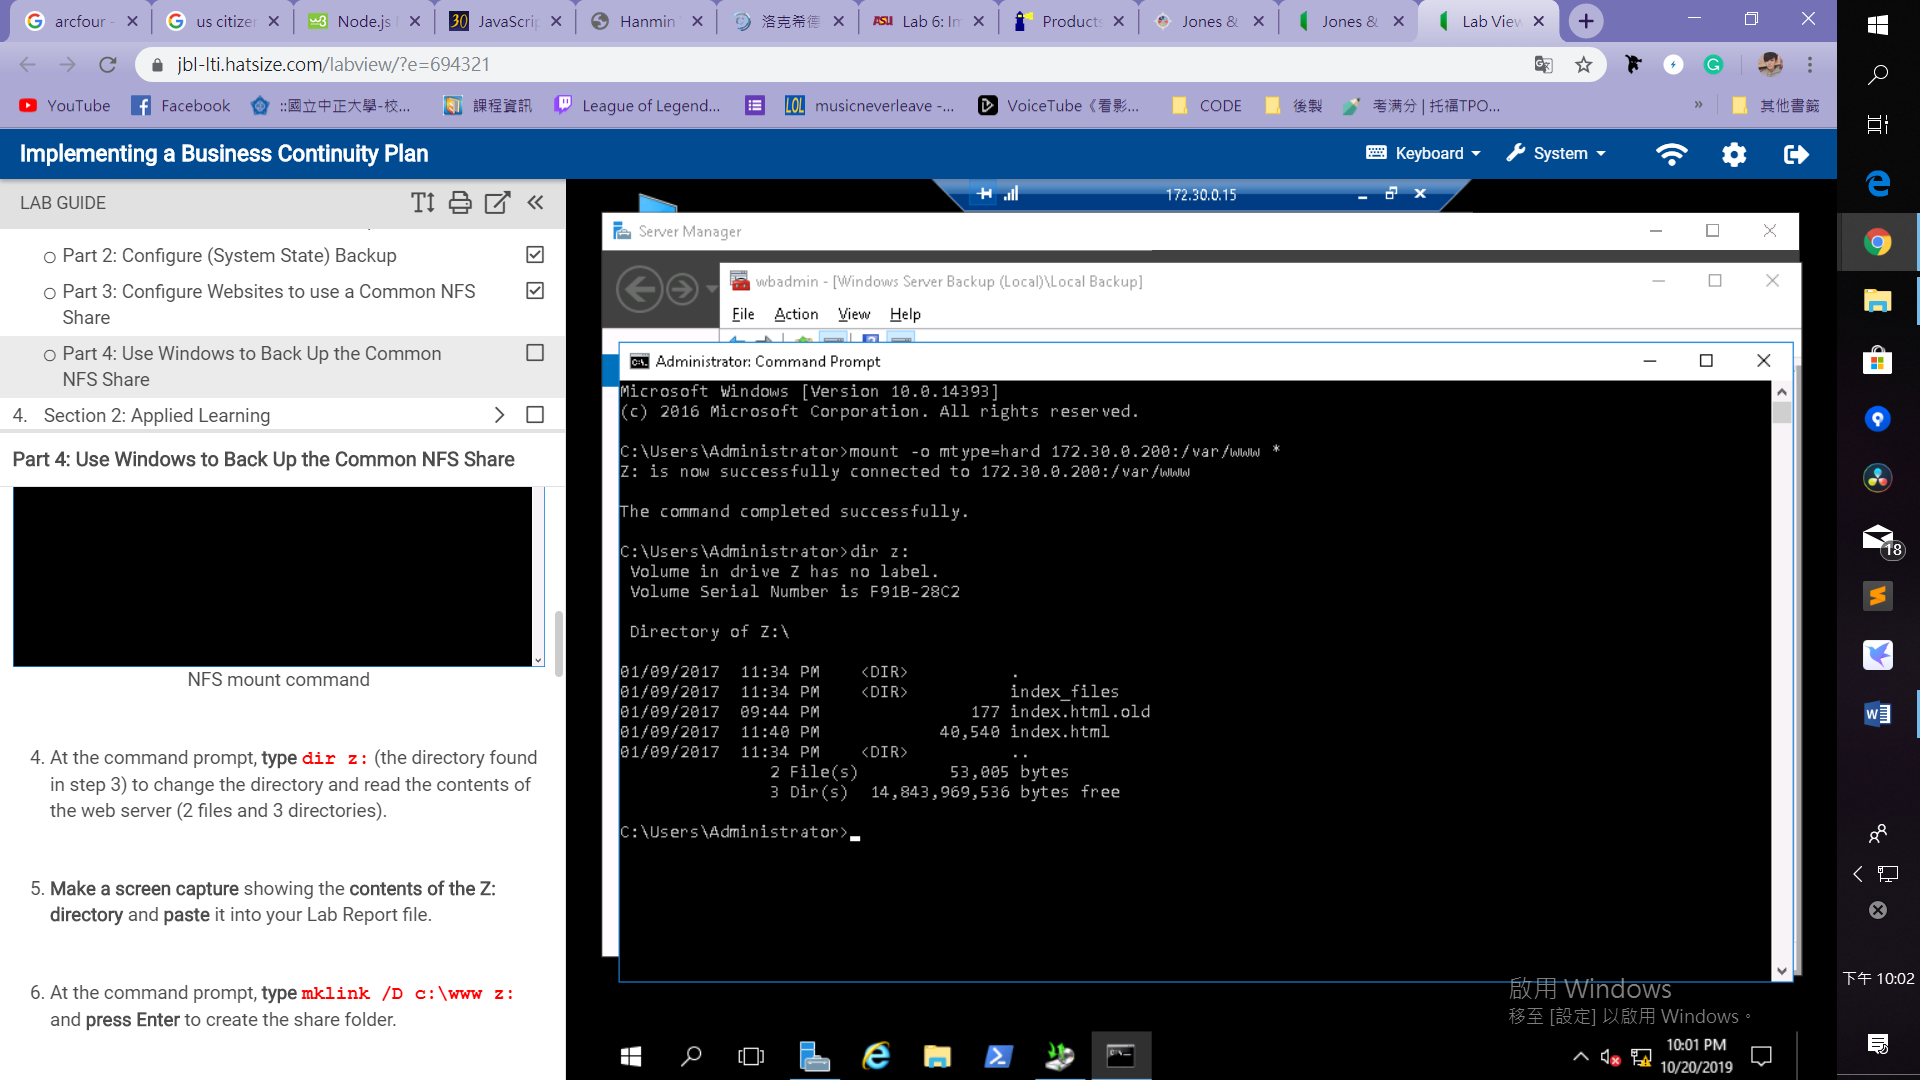 arcfour -
us citizen
Node.js
JavaScrip
Hanmin
洛克希德
ASU Lab 6: Im
Products
Jones &
Jones &
Lab View
jbl-lti.hatsize.com/labview/?e=694321
YouTube
Facebook
::國立中正大學-校...
課程資訊
League of Legend...
LOL musicneverleave -...
VoiceTube《看影...
CODE
後製
考满分 | 托福TPO...
»
其他書籤
Implementing a Business Continuity Plan
Keyboard
System
LAB GUIDE
172.30.0.15
Part 2: Configure (System State) Backup
Part 3: Configure Websites to use a Common NFS
Share
Part 4: Use Windows to Back Up the Common
NFS Share
4. Section 2: Applied Learning
Part 4: Use Windows to Back Up the Common NFS Share
NFS mount command
4. At the command prompt, type dir z: (the directory found
in step 3) to change the directory and read the contents of
the web server (2 files and 3 directories).
5. Make a screen capture showing the contents of the Z:
directory and paste it into your Lab Report file.
6. At the command prompt, type mklink /D c:\www z:
and press Enter to create the share folder.
Server Manager
wbadmin - [Windows Server Backup (Local)\Local Backup]
File Action View Help
Administrator: Command Prompt
Microsoft Windows [Version 10.0.14393]
(c) 2016 Microsoft Corporation. All rights reserved.
C:\Users\Administrator>mount -o mtype=hard 172.30.0.200:/var/www *
Z: is now successfully connected to 172.30.0.200:/var/www
The command completed successfully.
C:\Users\Administrator>dir z:
Volume in drive Z has no label.
Volume Serial Number is F91B-28C2
Directory of Z:\
01/09/2017 11:34 PM <DIR> .
01/09/2017 11:34 PM <DIR> index_files
01/09/2017 09:44 PM 177 index.html.old
01/09/2017 11:40 PM 40,540 index.html
01/09/2017 11:34 PM <DIR> ..
2 File(s) 53,005 bytes
3 Dir(s) 14,843,969,536 bytes free
C:\Users\Administrator>
啟用 Windows
移至 [設定] 以啟用 Windows。
10:01 PM
10/20/2019
18
下午 10:02